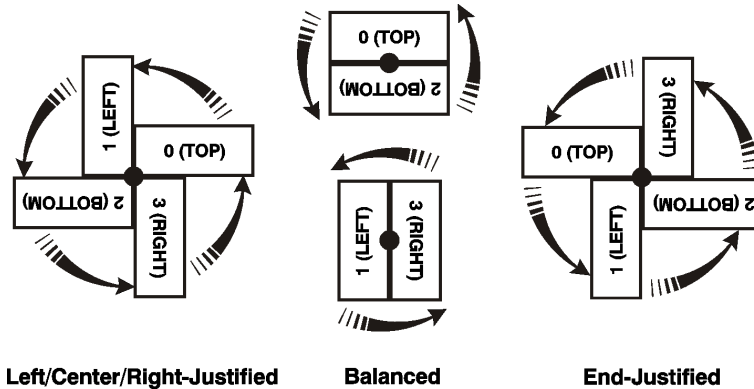 1 (LEFT)
0 (TOP)
2 (BOTTOM)
3 (RIGHT)
0 (TOP)
2 (BOTTOM)
1 (LEFT)
3 (RIGHT)
3 (RIGHT)
0 (TOP)
2 (BOTTOM)
1 (LEFT)
Left/Center/Right-Justified
Balanced
End-Justified